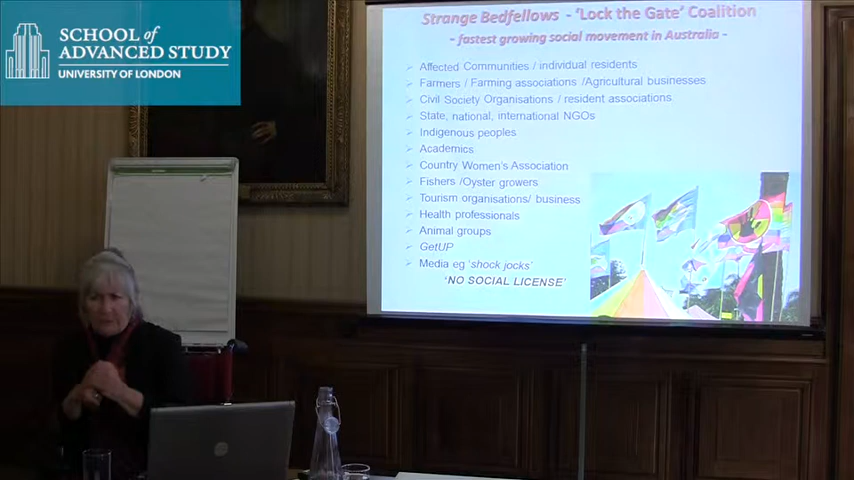 SCHOOL of
ADVANCED STUDY
UNIVERSITY OF LONDON
Strange Bedfellows - 'Lock the Gate' Coalition
- fastest growing social movement in Australia -
Affected Communities / individual residents
Farmers / Farming associations /Agricultural businesses
Civil Society Organisations / resident associations
State, national, international NGOs
Indigenous peoples
Academics
Country Women's Association
Fishers /Oyster growers
Tourism organisations/ business
Health professionals
Animal groups
GetUP
Media eg 'shock jocks'
'NO SOCIAL LICENSE'